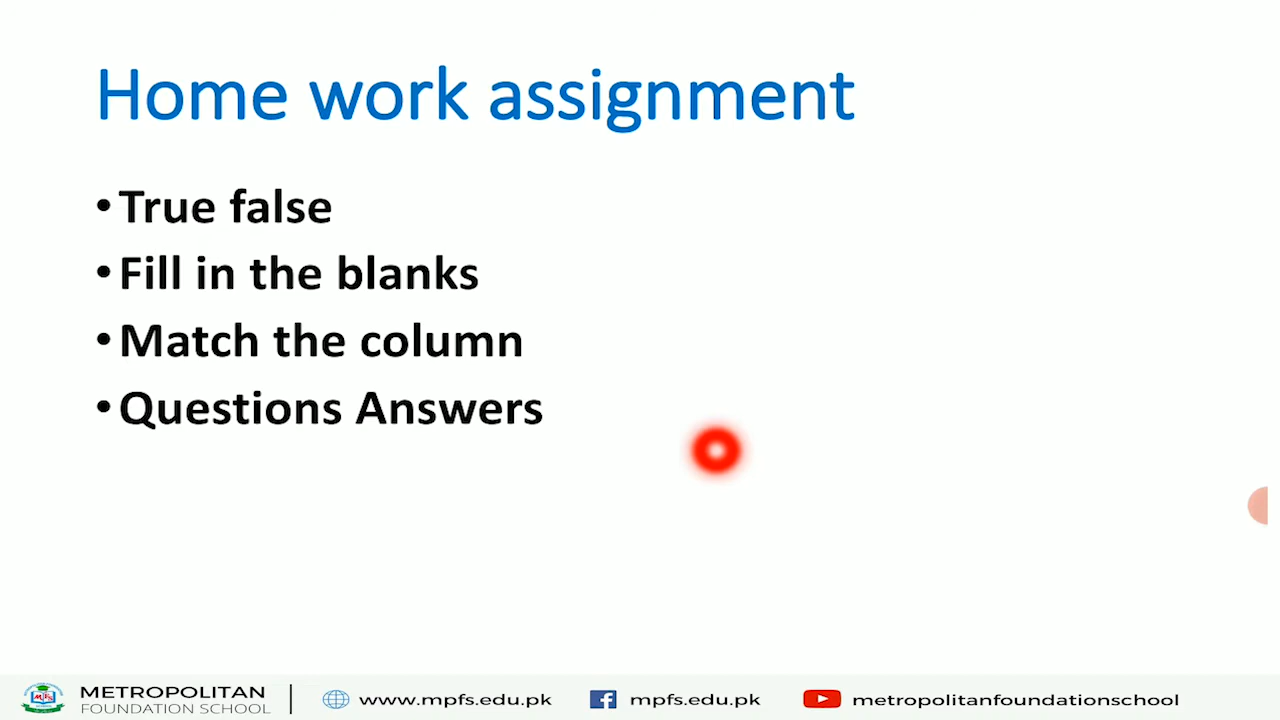 Home work assignment
• True false
• Fill in the blanks
• Match the column
• Questions Answers
METROPOLITAN
FOUNDATION SCHOOL
www.mpfs.edu.pk
mpfs.edu.pk
metropolitanfoundationschool